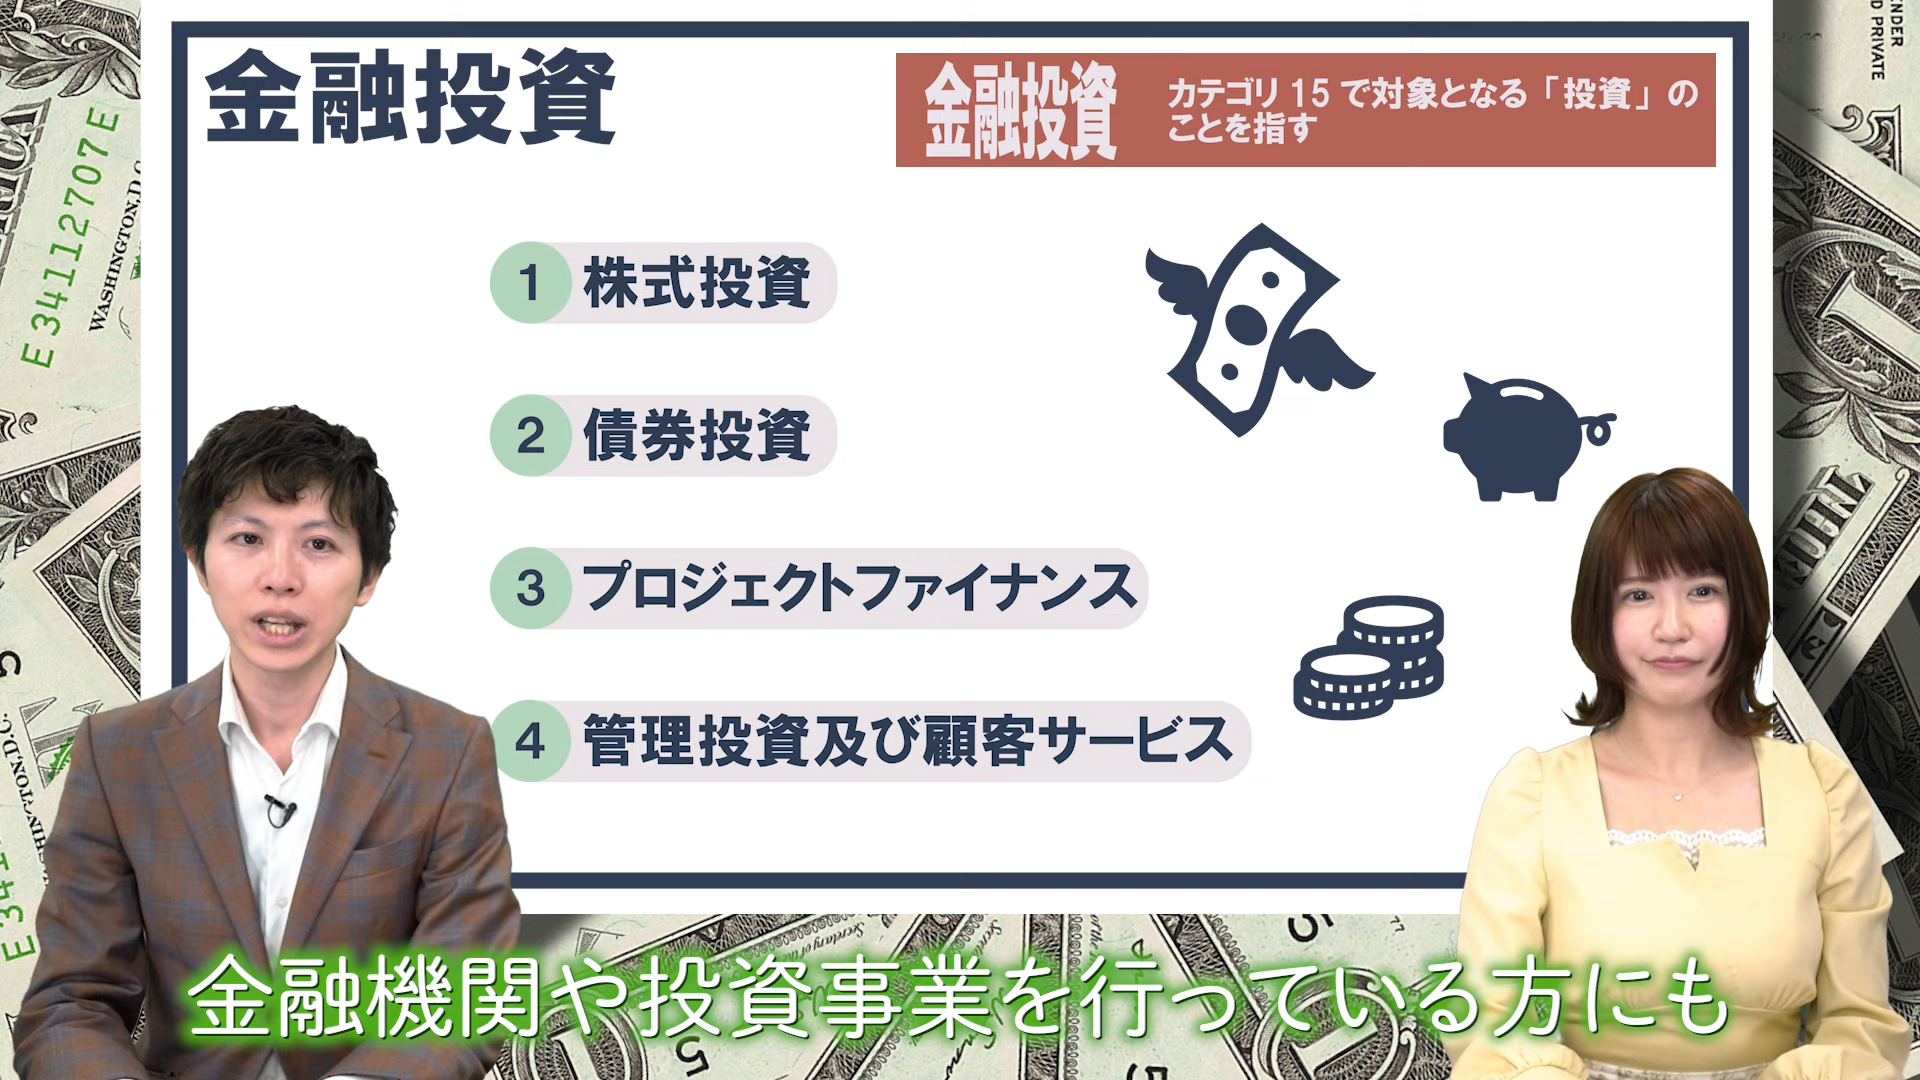 金融投資
金融投資
カテゴリ 15 で対象となる「投資」の
ことを指す
1 株式投資
2 債券投資
3 プロジェクトファイナンス
4 管理投資及び顧客サービス
金融機関や投資事業を行っている方にも
E34112707E
WASHINGTON,D.C.
ENDER
D PRIVATE